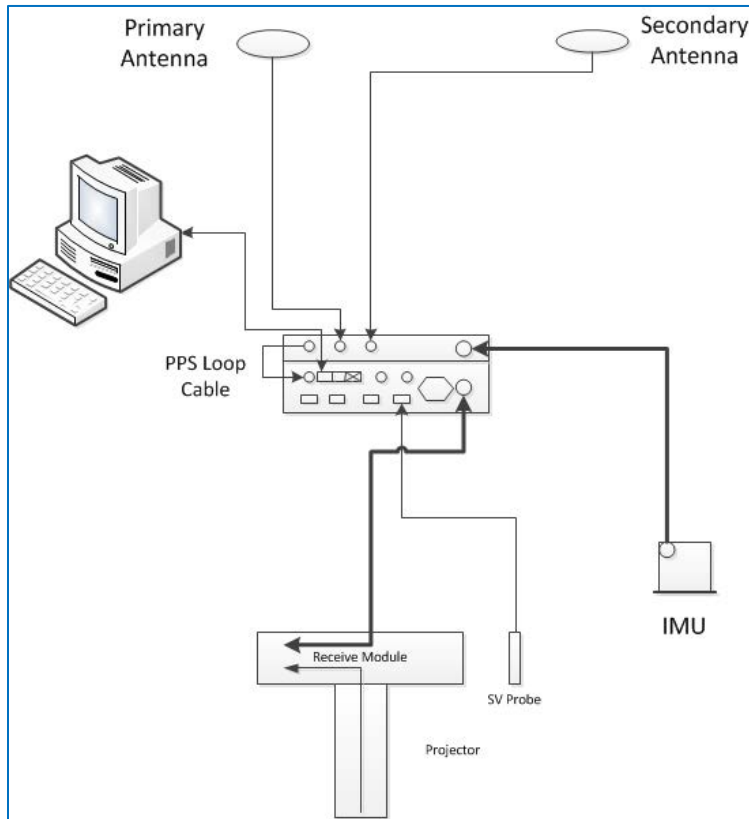 Primary
Antenna
Secondary
Antenna
PPS Loop
Cable
IMU
Receive Module
SV Probe
Projector